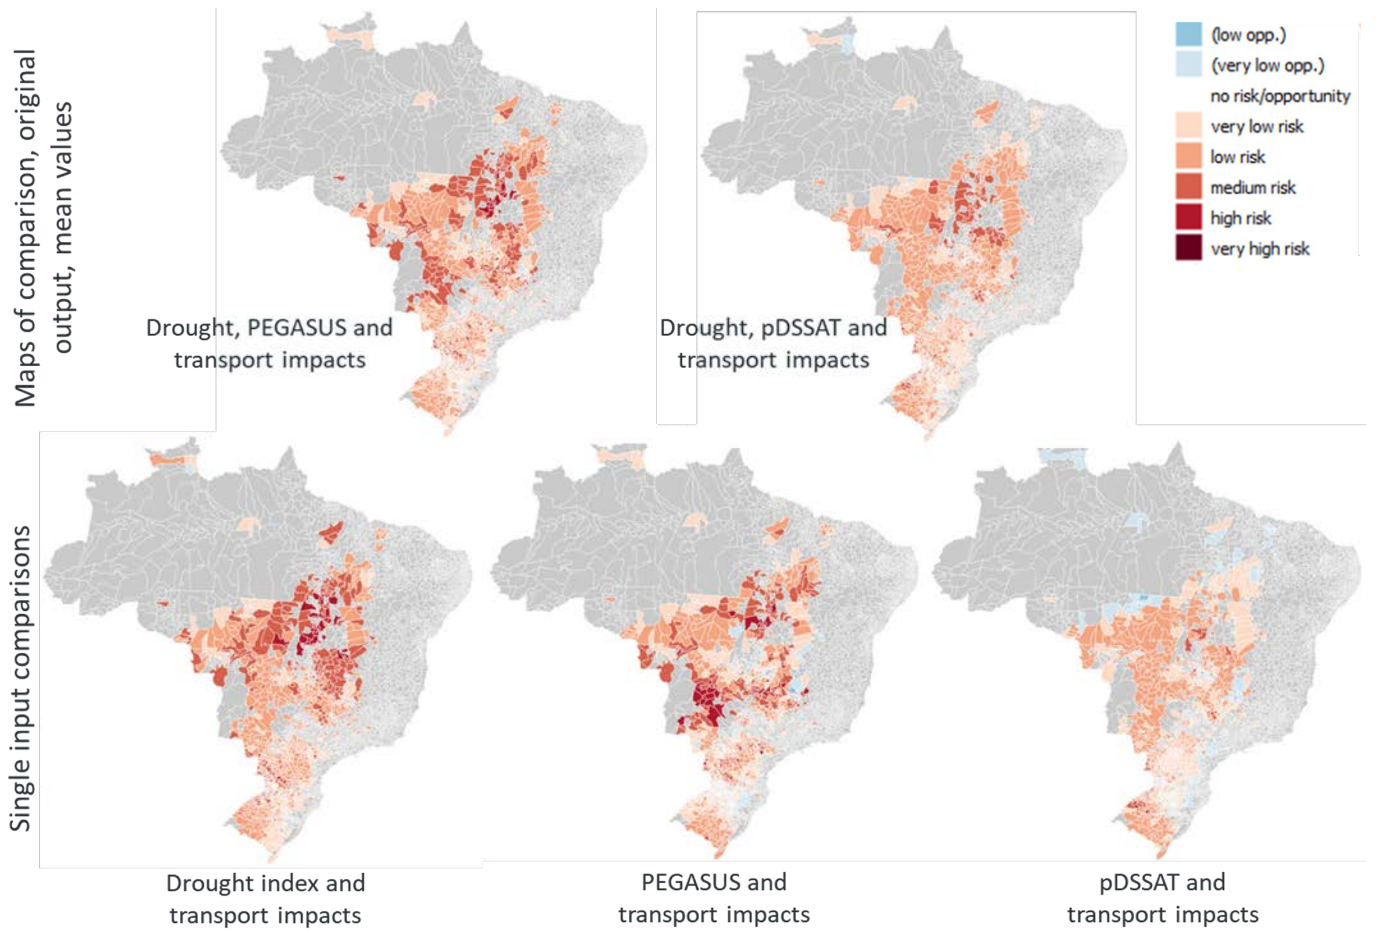 Maps of comparison, original
output, mean values
Drought, PEGASUS and
transport impacts
Drought, pDSSAT and
transport impacts
(low opp.)
(very low opp.)
no risk/opportunity
very low risk
low risk
medium risk
high risk
very high risk
Single input comparisons
Drought index and
transport impacts
PEGASUS and
transport impacts
pDSSAT and
transport impacts